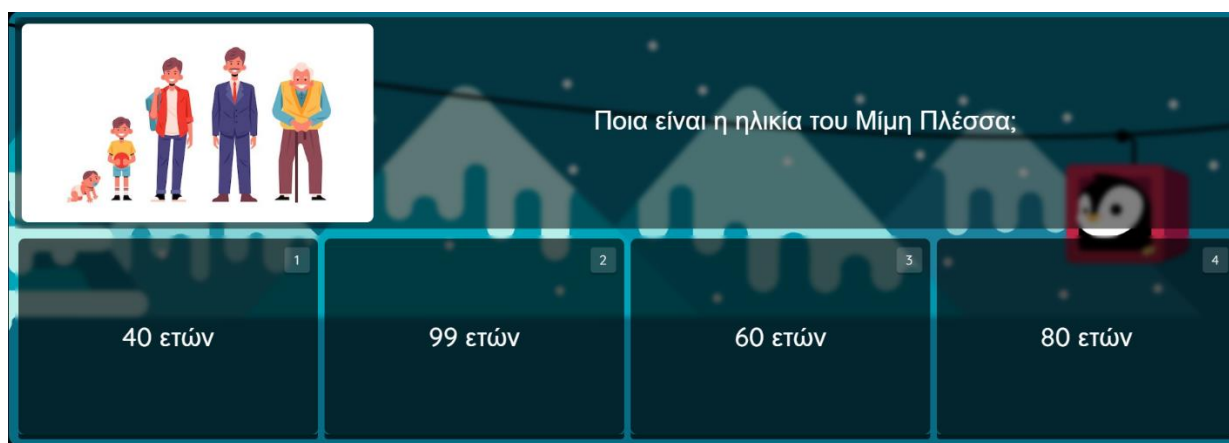 Ποια είναι η ηλικία του Μίμη Πλέσσα;
1
40 ετών
2
99 ετών
3
60 ετών
4
80 ετών